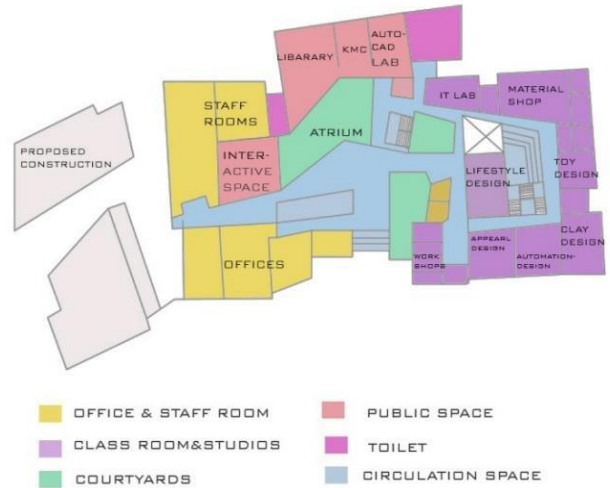 LIBARARY
KMC
AUTO-
CAD
LAB
STAFF
ROOMS
IT LAB
MATERIAL
SHOP
ATRIUM
PROPOSED
CONSTRUCTION
INTER-
ACTIVE
SPACE
LIFESTYLE
DESIGN
TOY
DESIGN
OFFICES
WORK
SHOPS
APPEARL
DESIGN
AUTOMATION-
DESIGN
CLAY
DESIGN
OFFICE & STAFF ROOM
CLASS ROOM&STUDIOS
COURTYARDS
PUBLIC SPACE
TOILET
CIRCULATION SPACE